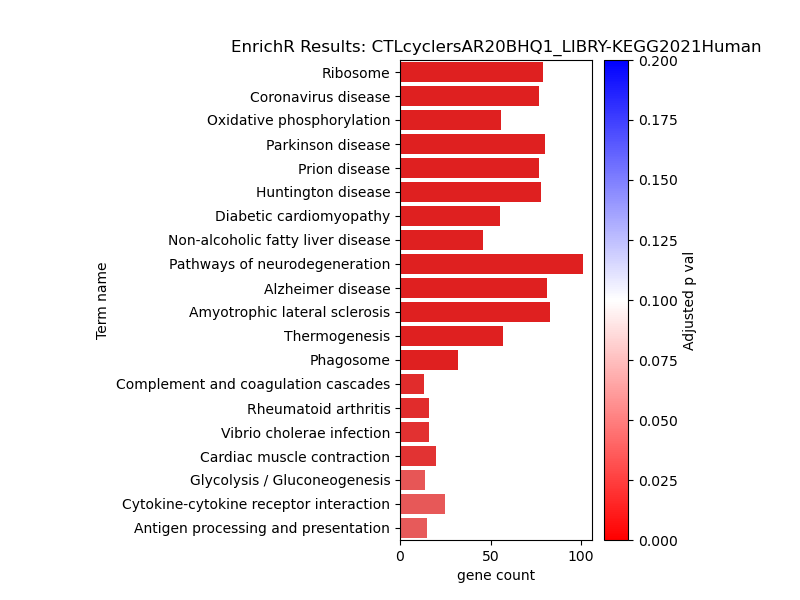 EnrichR Results: CTLcyclersAR20BHQ1_LIBRY-KEGG2021Human
Ribosome
Coronavirus disease
Oxidative phosphorylation
Parkinson disease
Prion disease
Huntington disease
Diabetic cardiomyopathy
Non-alcoholic fatty liver disease
Pathways of neurodegeneration
Alzheimer disease
Amyotrophic lateral sclerosis
Thermogenesis
Phagosome
Complement and coagulation cascades
Rheumatoid arthritis
Vibrio cholerae infection
Cardiac muscle contraction
Glycolysis / Gluconeogenesis
Cytokine-cytokine receptor interaction
Antigen processing and presentation
Term name
0 50 100
gene count
0.200
0.175
0.150
0.125
0.100
0.075
0.050
0.025
0.000
Adjusted p val